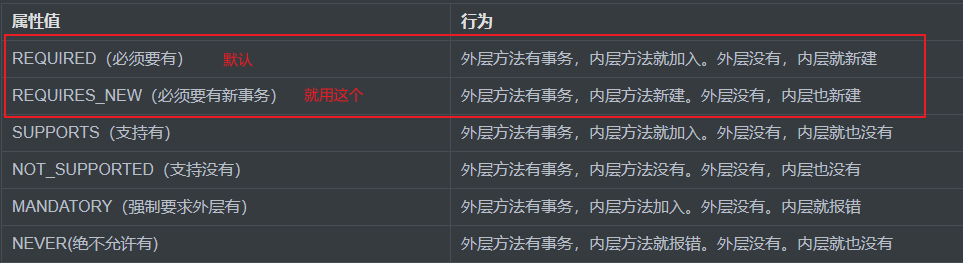 属性值 行为
REQUIRED（必须要有） 默认 外层方法有事务，内层方法就加入。外层没有，内层就新建
REQUIRES_NEW（必须要有新事务） 就用这个 外层方法有事务，内层方法新建。外层没有，内层也新建
SUPPORTS（支持有） 外层方法有事务，内层方法就加入。外层没有，内层就也没有
NOT_SUPPORTED（支持没有） 外层方法有事务，内层方法没有。外层没有，内层也没有
MANDATORY（强制要求外层有） 外层方法有事务，内层方法加入。外层没有。内层就报错
NEVER(绝不允许有) 外层方法有事务，内层方法就报错。外层没有。内层就也没有